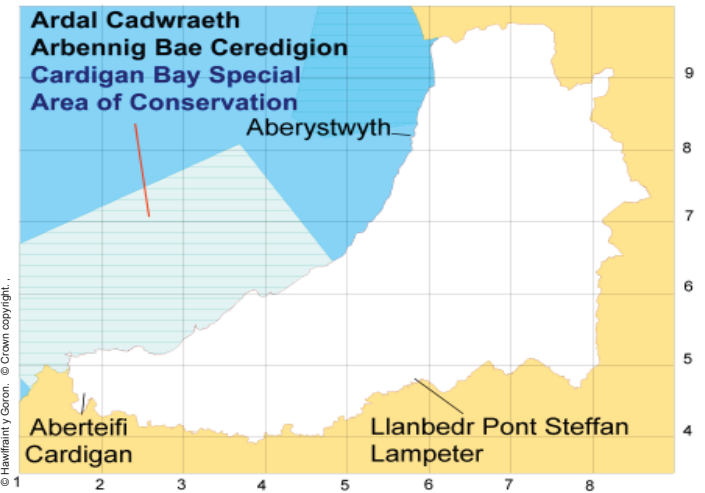 Ardal Cadwraeth
Arbennig Bae Ceredigion
Cardigan Bay Special
Area of Conservation
Aberystwyth
9
8
7
6
5
4
Aberteifi
Cardigan
Llanbedr Pont Steffan
Lampeter
1 2 3 4 5 6 7 8
© Hawlfraint y Goron. © Crown copyright. ,